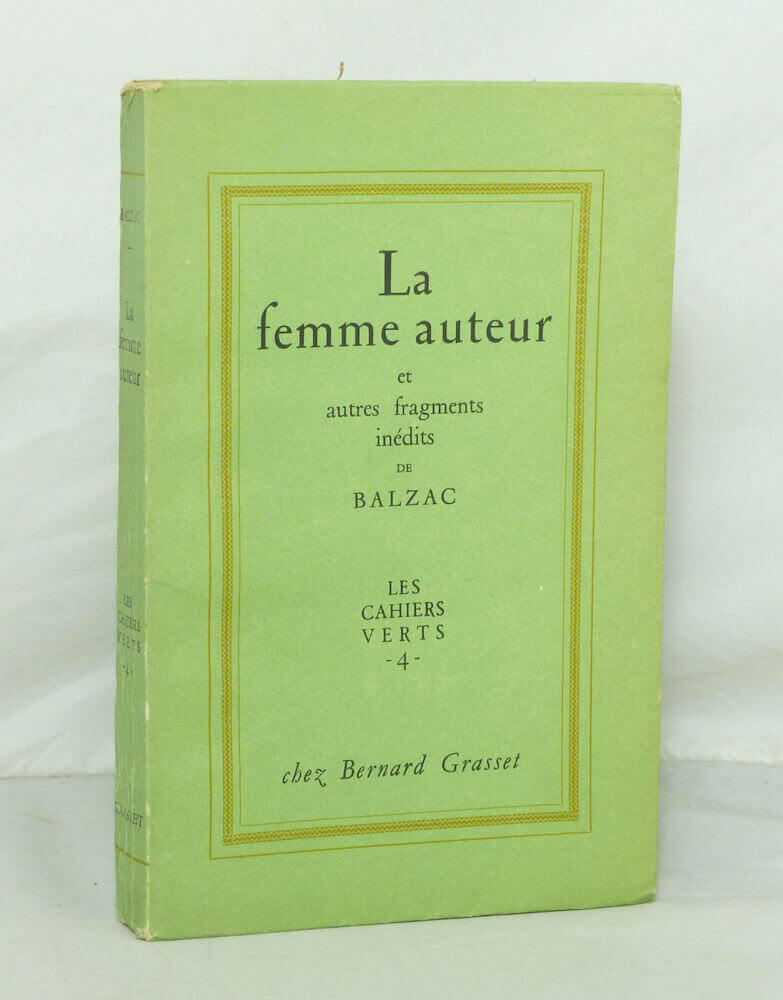 La
femme auteur
et
autres fragments
inédits
DE
BALZAC
LES
CAHIERS
VERTS
- 4 -
chez Bernard Grasset
BALZAC
La
femme
auteur
LES
CAHIERS
VERTS
- 4 -
GRASSET